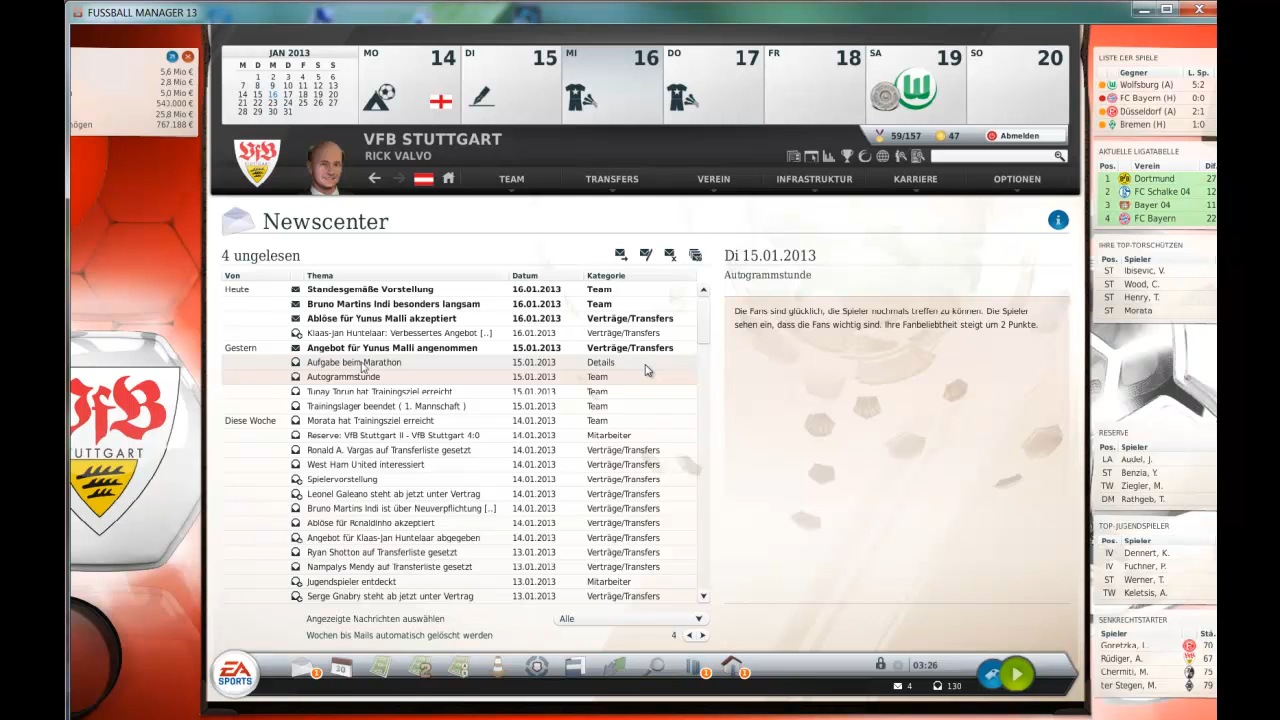 FUSSBALL MANAGER 13
5,6 Mio €
2,8 Mio €
5,0 Mio €
543.000 €
25,8 Mio €
767.188 €
JAN 2013
M D M D F S S
1 2 3 4 5 6
7 8 9 10 11 12 13
14 15 16 17 18 19 20
21 22 23 24 25 26 27
28 29 30 31
MO 14
DI 15
MI 16
DO 17
FR 18
SA 19
SO 20
VFB STUTTGART
RICK VALVO
59/157 47 Abmelden
TEAM TRANSFERS VEREIN INFRASTRUKTUR KARRIERE OPTIONEN
Newscenter
4 ungelesen
Von Thema Datum Kategorie
Heute Standesgemäße Vorstellung 16.01.2013 Team
Bruno Martins Indi besonders langsam 16.01.2013 Team
Ablöse für Yunus Malli akzeptiert 16.01.2013 Verträge/Transfers
Klaas-Jan Huntelaar: Verbessertes Angebot [..] 16.01.2013 Verträge/Transfers
Gestern Angebot für Yunus Malli angenommen 15.01.2013 Verträge/Transfers
Aufgabe beim Marathon 15.01.2013 Details
Autogrammstunde 15.01.2013 Team
Tunay Torun hat Trainingsziel erreicht 15.01.2013 Team
Trainingslager beendet ( 1. Mannschaft ) 15.01.2013 Team
Diese Woche Morata hat Trainingsziel erreicht 14.01.2013 Team
Reserve: VfB Stuttgart II - VfB Stuttgart 4:0 14.01.2013 Mitarbeiter
Ronald A. Vargas auf Transferliste gesetzt 14.01.2013 Verträge/Transfers
West Ham United interessiert 14.01.2013 Verträge/Transfers
Spielervorstellung 14.01.2013 Verträge/Transfers
Leonel Galeano steht ab jetzt unter Vertrag 14.01.2013 Verträge/Transfers
Bruno Martins Indi ist über Neuverpflichtung [..] 14.01.2013 Verträge/Transfers
Ablöse für Ronaldinho akzeptiert 14.01.2013 Verträge/Transfers
Angebot für Klaas-Jan Huntelaar abgegeben 14.01.2013 Verträge/Transfers
Ryan Shotton auf Transferliste gesetzt 13.01.2013 Verträge/Transfers
Nampalys Mendy auf Transferliste gesetzt 13.01.2013 Verträge/Transfers
Jugendspieler entdeckt 13.01.2013 Mitarbeiter
Serge Gnabry steht ab jetzt unter Vertrag 13.01.2013 Verträge/Transfers
Angezeigte Nachrichten auswählen Alle
Wochen bis Mails automatisch gelöscht werden 4
Di 15.01.2013
Autogrammstunde
Die Fans sind glücklich, die Spieler nochmals treffen zu können. Die Spieler
sehen ein, dass die Fans wichtig sind. Ihre Fanbeliebtheit steigt um 2 Punkte.
EA
SPORTS
03:26
4 130
LISTE DER SPIELE
Gegner L. Sp.
Wolfsburg (A) 5:2
FC Bayern (H) 0:0
Düsseldorf (A) 2:1
Bremen (H) 1:0
AKTUELLE LIGATABELLE
Pos. Verein Dif.
1 Dortmund 27
2 FC Schalke 04 12
3 Bayer 04 11
4 FC Bayern 22
IHRE TOP-TORSCHÜTZEN
Pos. Spieler
ST Ibisevic, V.
ST Wood, C.
ST Henry, T.
ST Morata
RESERVE
Pos. Spieler
LA Audel, J.
ST Benzia, Y.
TW Ziegler, M.
DM Rathgeb, T.
TOP-JUGENDSPIELER
Pos. Spieler
IV Dennert, K.
IV Fuchner, P.
ST Werner, T.
TW Keletsis, A.
SENKRECHTSTARTER
Spieler Stä.
Goretzka, L. 70
Rüdiger, A. 67
Chermiti, M. 75
ter Stegen, M. 79